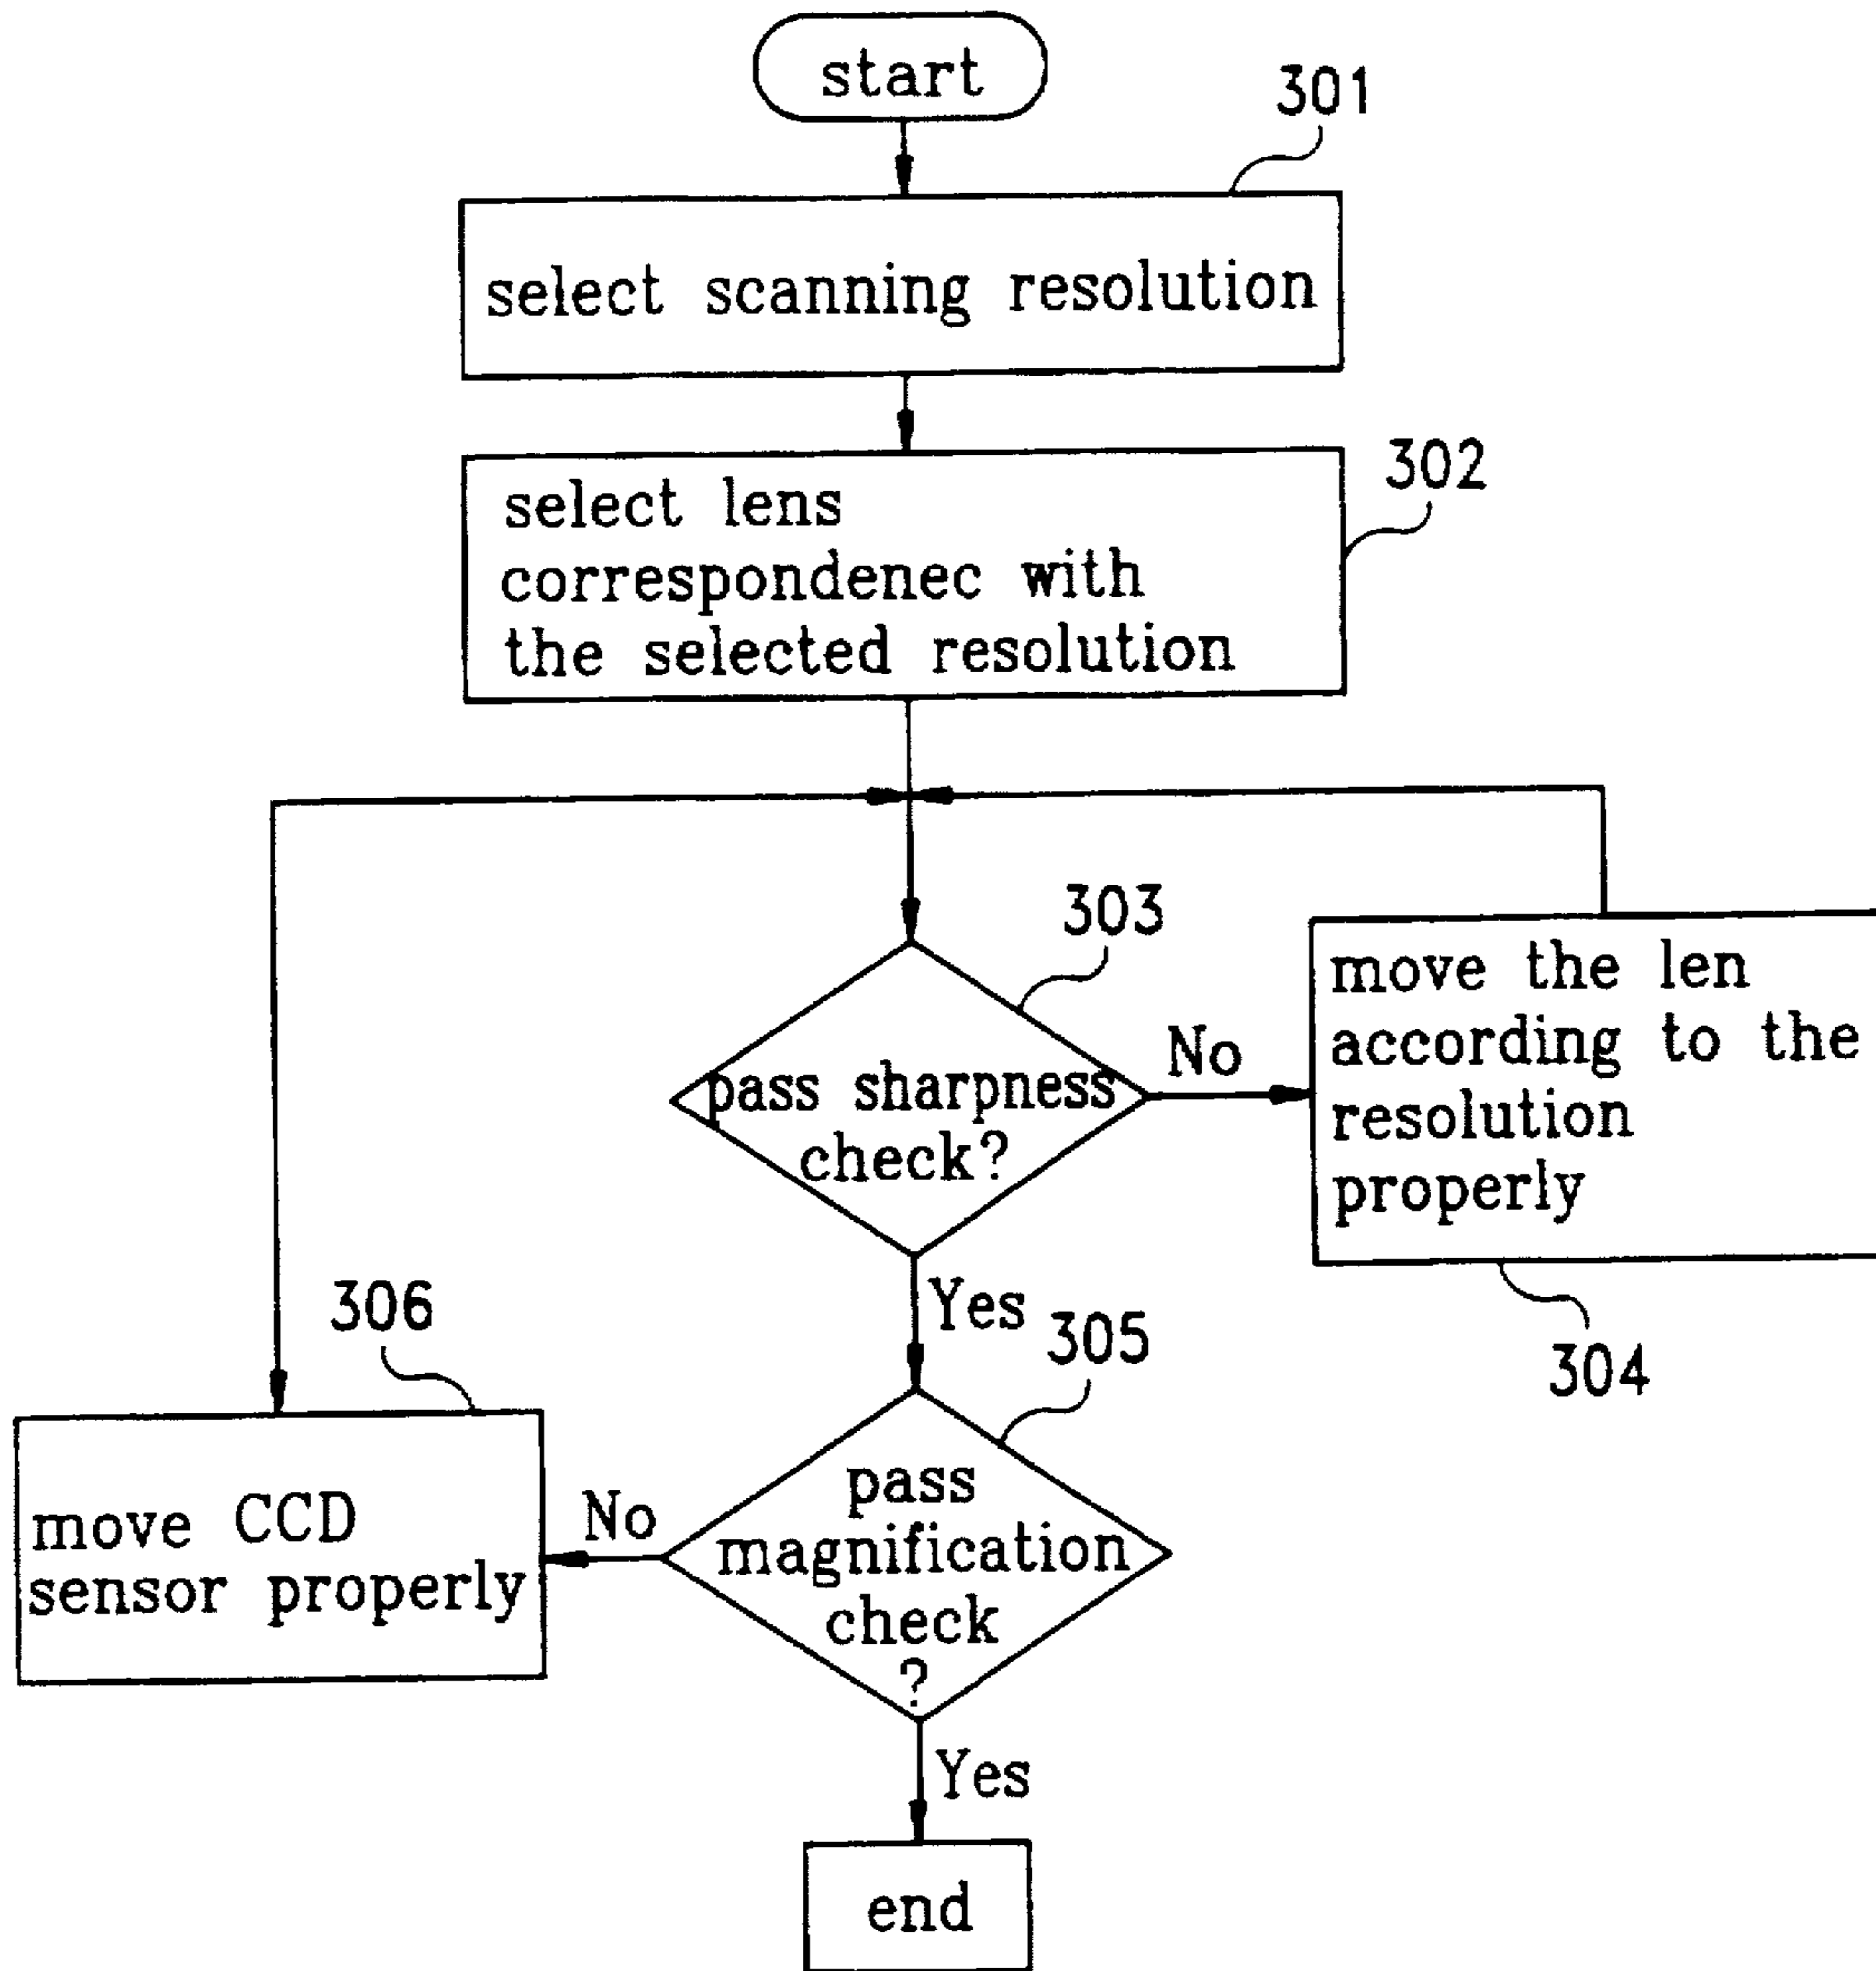 start
301
select scanning resolution
302
select lens
correspondenec with
the selected resolution
303
pass sharpness
check?
No
move the len
according to the
resolution
properly
304
Yes
305
306
pass
magnification
check
?
No
move CCD
sensor properly
Yes
end